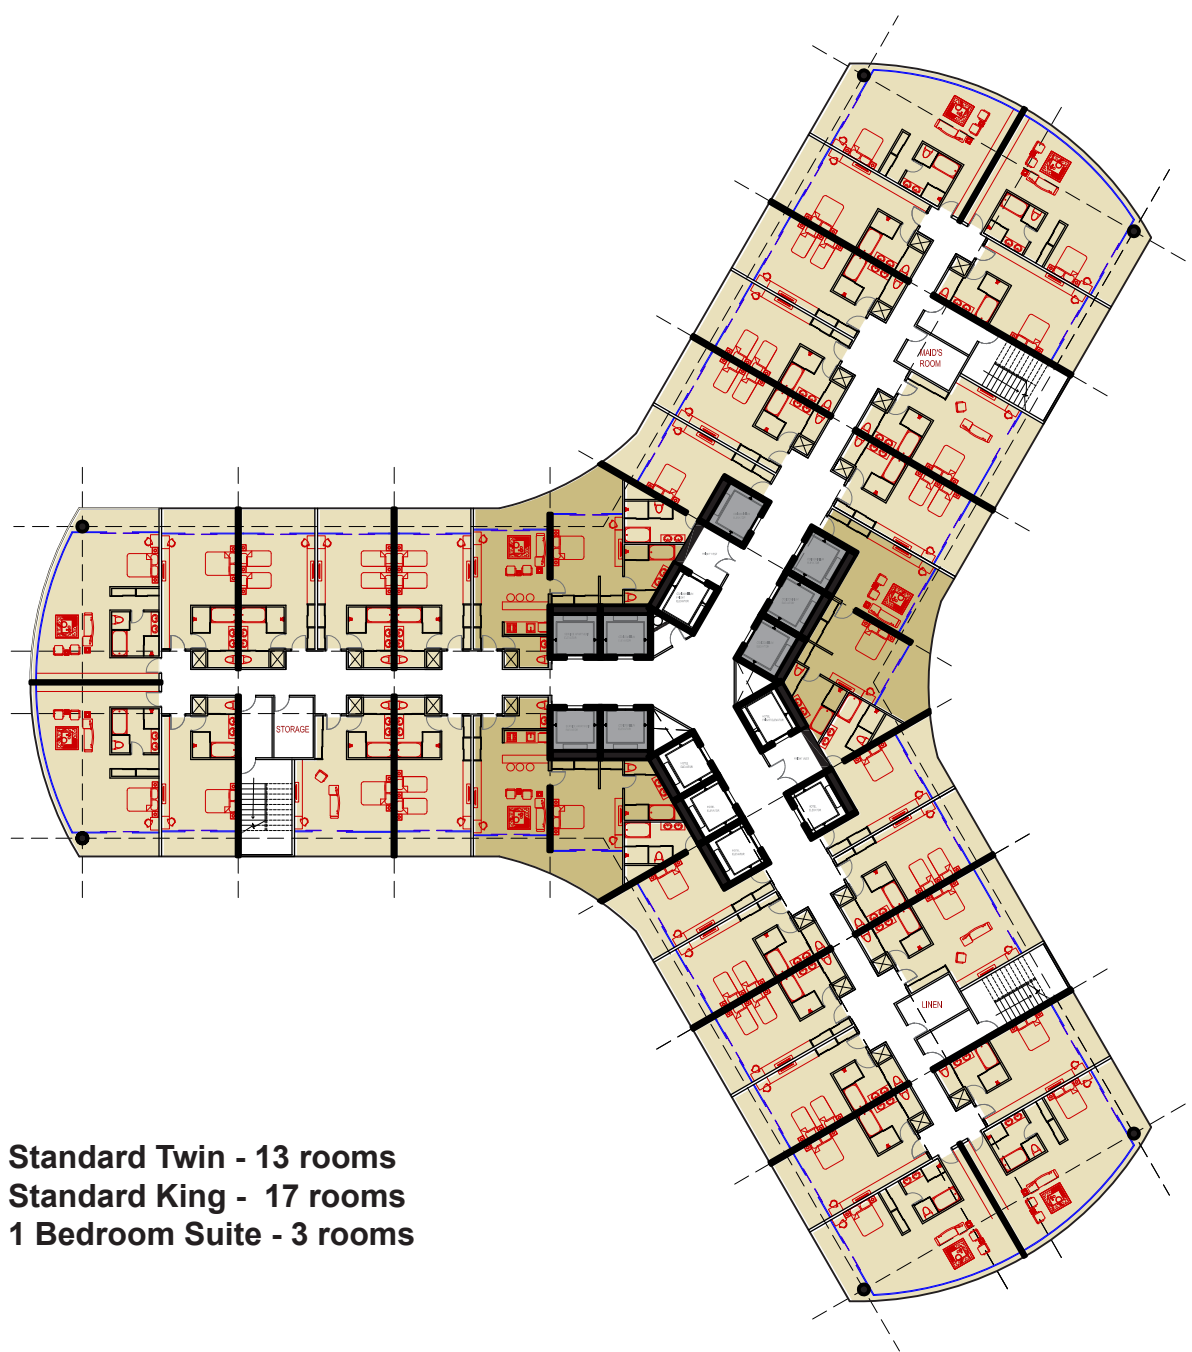 MAID'S
ROOM
STORAGE
LINEN
Standard Twin - 13 rooms
Standard King -  17 rooms
1 Bedroom Suite - 3 rooms